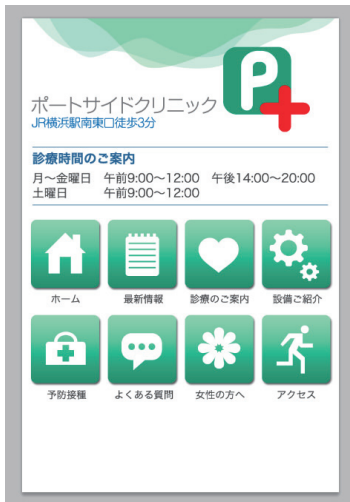 ポートサイドクリニック
JR横浜駅南東口徒歩3分
P
診療時間のご案内
月～金曜日 午前9:00～12:00 午後14:00～20:00
土曜日 午前9:00～12:00
ホーム 最新情報 診療のご案内 設備ご紹介
予防接種 よくある質問 女性の方へ アクセス